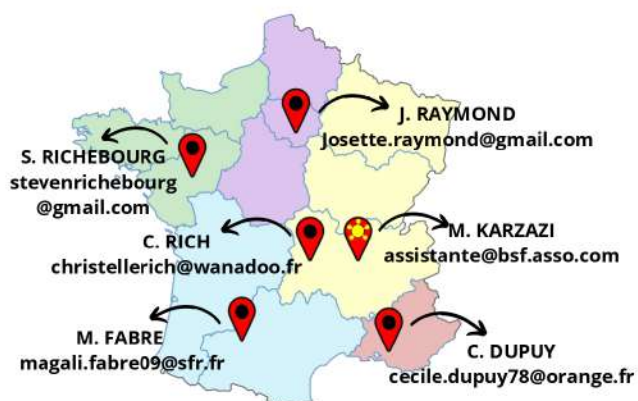 J. RAYMOND
Josette.raymond@gmail.com
S. RICHEBOURG
stevenrichebourg
@gmail.com
C. RICH
christellerich@wanadoo.fr
M. KARZAZI
assistante@bsf.asso.com
M. FABRE
magali.fabre09@sfr.fr
C. DUPUY
cecile.dupuy78@orange.fr